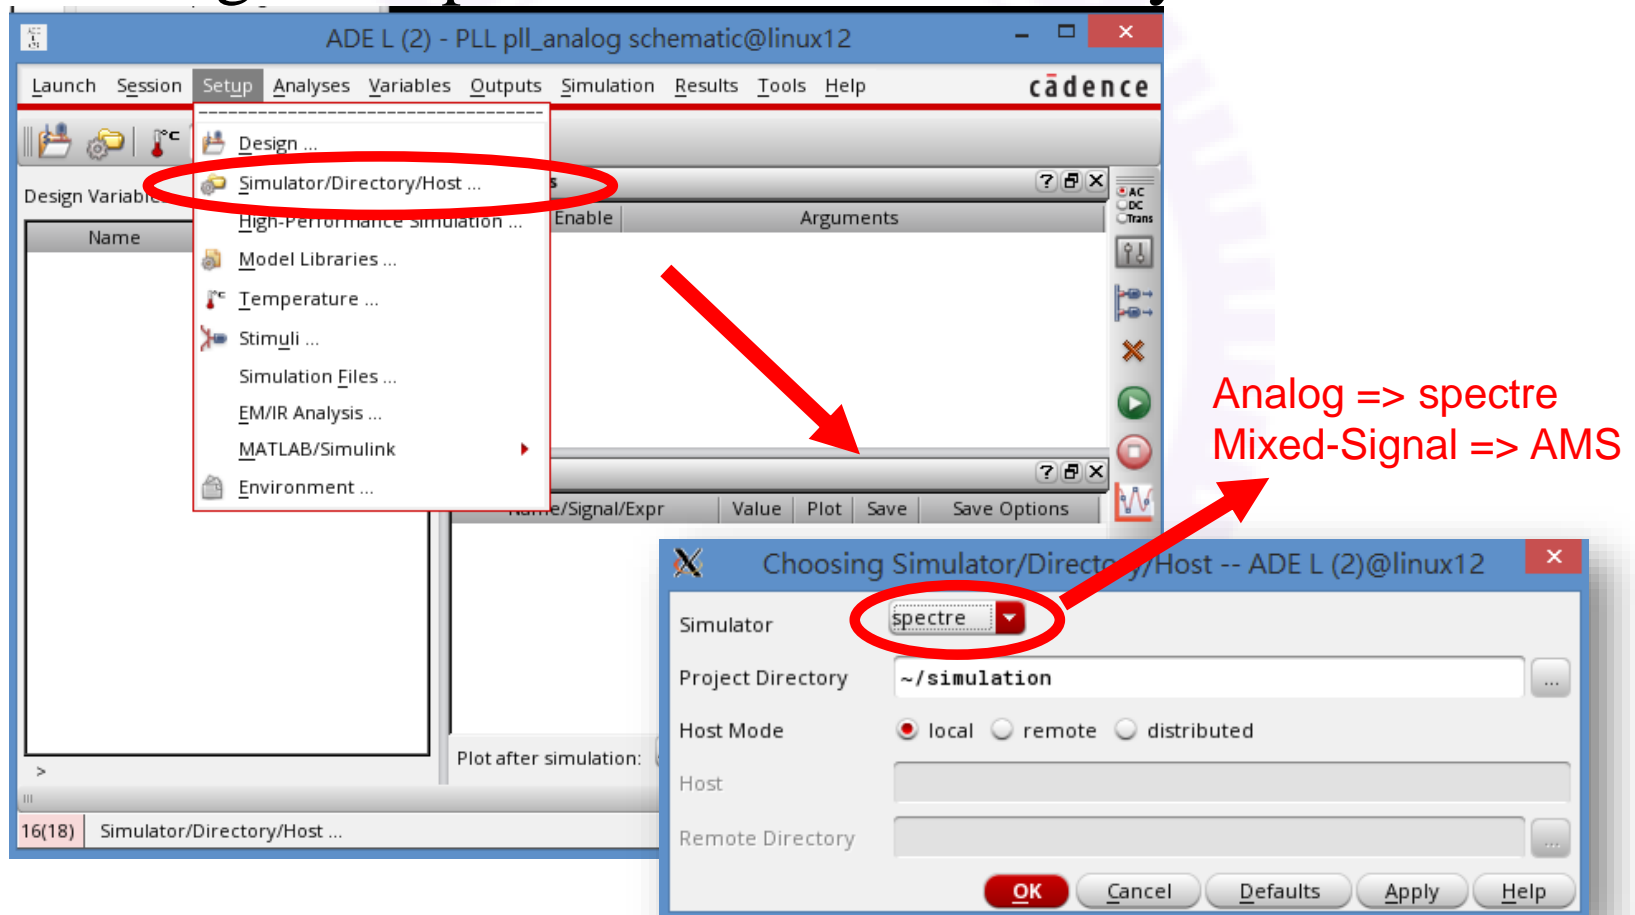 ADE L (2) - PLL pll_analog schematic@linux12
Launch Session Setup Analyses Variables Outputs Simulation Results Tools Help
cādence
Design ...
Simulator/Directory/Host ...
High-Performance Simulation ...
Model Libraries ...
Temperature ...
Stimuli ...
Simulation Files ...
EM/IR Analysis ...
MATLAB/Simulink
Environment ...
°C
Name
Enable Arguments
AC
DC
Trans
Value Plot Save Save Options
Plot after simulation:
>
16(18) Simulator/Directory/Host ...
Analog => spectre
Mixed-Signal => AMS
Choosing Simulator/Directory/Host -- ADE L (2)@linux12
Simulator spectre
Project Directory ~/simulation ...
Host Mode local remote distributed
Host
Remote Directory ...
OK Cancel Defaults Apply Help